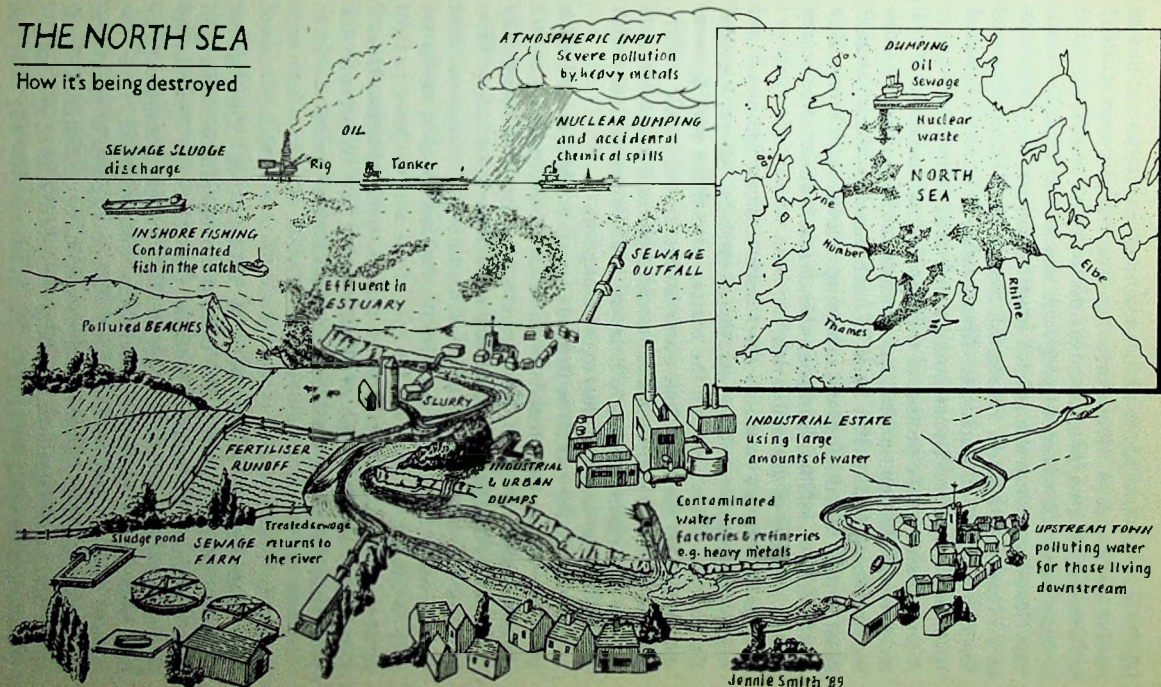 THE NORTH SEA
How it's being destroyed
ATMOSPHERIC INPUT
Severe pollution
by heavy metals
OIL
NUCLEAR DUMPING
and accidental
chemical spills
SEWAGE SLUDGE
discharge
Rig
Tanker
INSHORE FISHING
Contaminated
fish in the catch
SEWAGE
OUTFALL
Effluent in
ESTUARY
Polluted BEACHES
SLURRY
FERTILISER
RUNOFF
INDUSTRIAL
& URBAN
DUMPS
INDUSTRIAL ESTATE
using large
amounts of water
Contaminated
water from
factories & refineries
e.g. heavy metals
Treated sewage
returns to
the river
Sludge pond
SEWAGE
FARM
UPSTREAM TOWN
polluting water
for those living
downstream
Jennie Smith '89
DUMPING
Oil
Sewage
Nuclear
waste
NORTH
SEA
Tyne
Humber
Thames
Rhine
Elbe